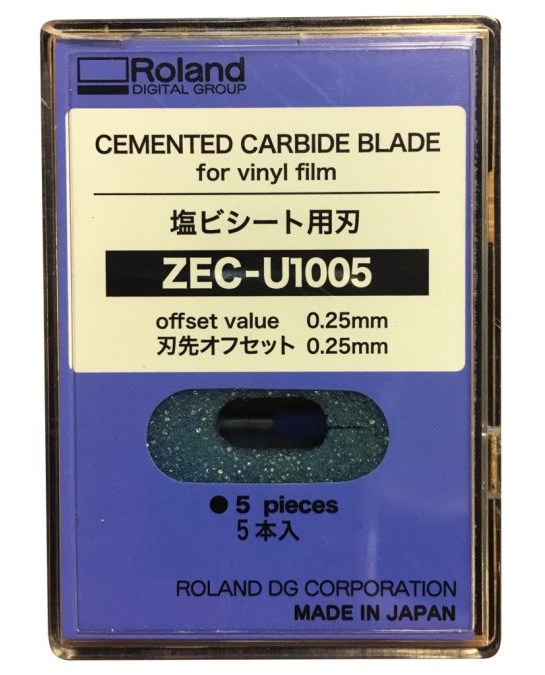 Roland
DIGITAL GROUP
CEMENTED CARBIDE BLADE
for vinyl film
塩ビシート用刃
ZEC-U1005
offset value 0.25mm
刃先オフセット 0.25mm
● 5 pieces
5本入
ROLAND DG CORPORATION
MADE IN JAPAN